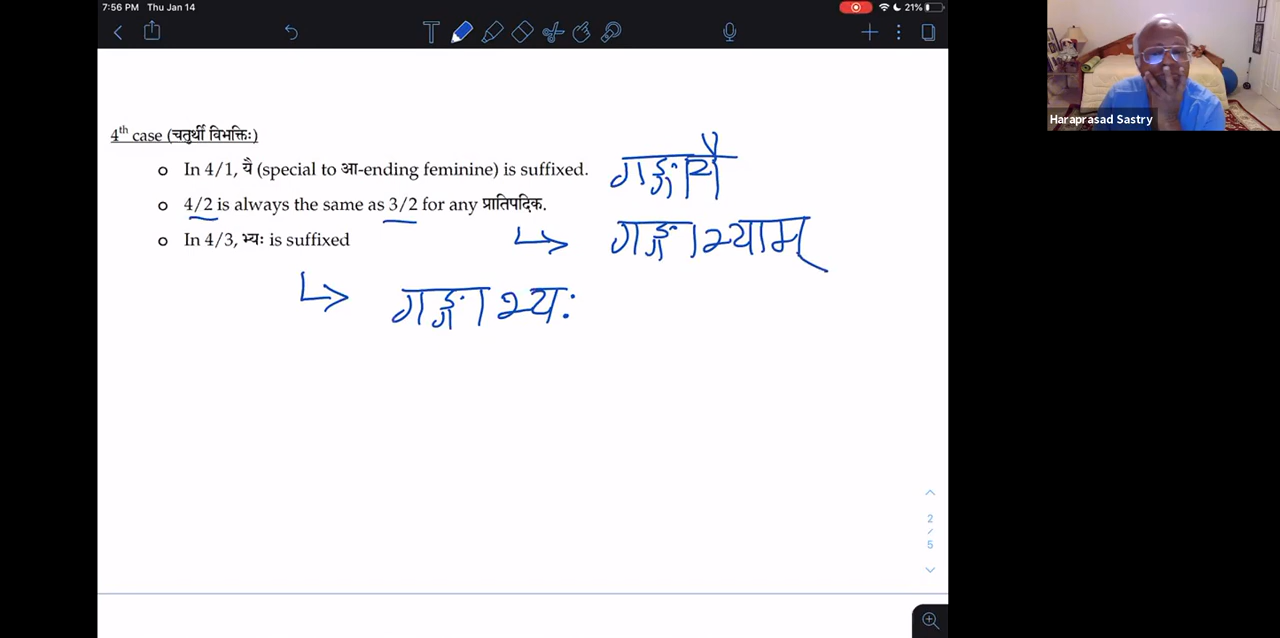 7:56 PM Thu Jan 14
21%
4th case (चतुर्थी विभक्तिः)
In 4/1, यै (special to आ-ending feminine) is suffixed. गङ्गायै
4/2 is always the same as 3/2 for any प्रातिपदिक.
गङ्गाभ्याम्
In 4/3, भ्यः is suffixed
गङ्गाभ्यः
Haraprasad Sastry
2
/
5